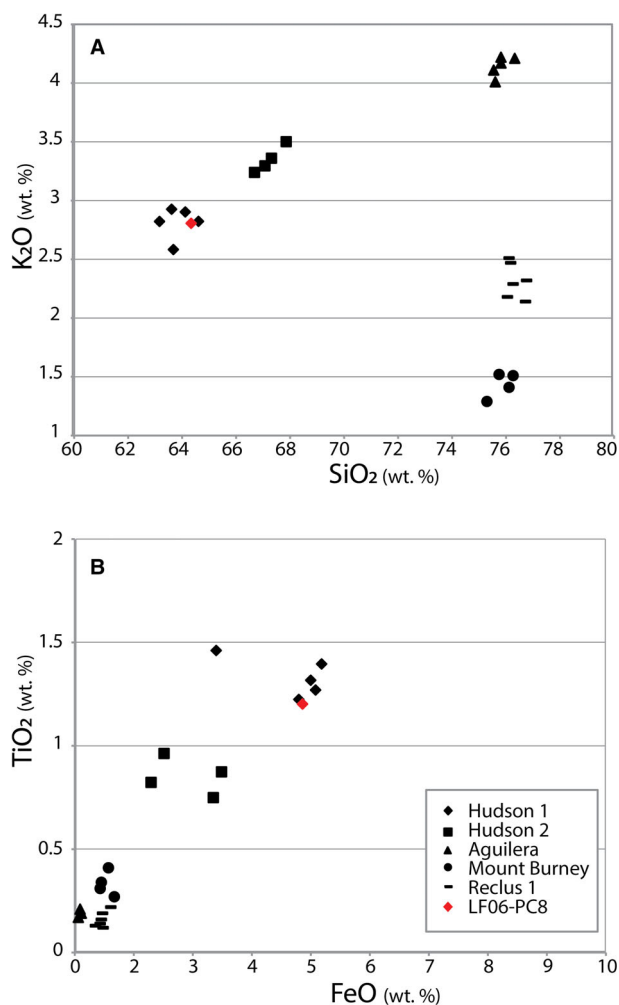 A
4.5
4
3.5
3
2.5
2
1.5
1
K₂O (wt. %)
60 62 64 66 68 70 72 74 76 78 80
SiO₂ (wt. %)
B
2
1.5
1
0.5
0
TiO₂ (wt. %)
0 1 2 3 4 5 6 7 8 9 10
FeO (wt. %)
Hudson 1
Hudson 2
Aguilera
Mount Burney
Reclus 1
LF06-PC8